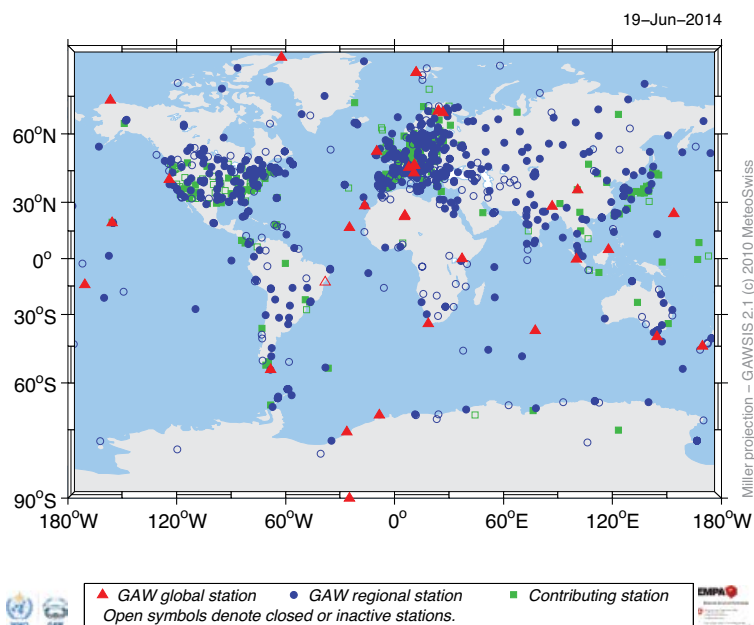 19–Jun–2014
60°N
30°N
0°
30°S
60°S
90°S
180°W 120°W 60°W 0° 60°E 120°E 180°W
Miller projection – GAWSIS 2.1 (c) 2010 MeteoSwiss
GAW global station GAW regional station Contributing station
Open symbols denote closed or inactive stations.
EMPA